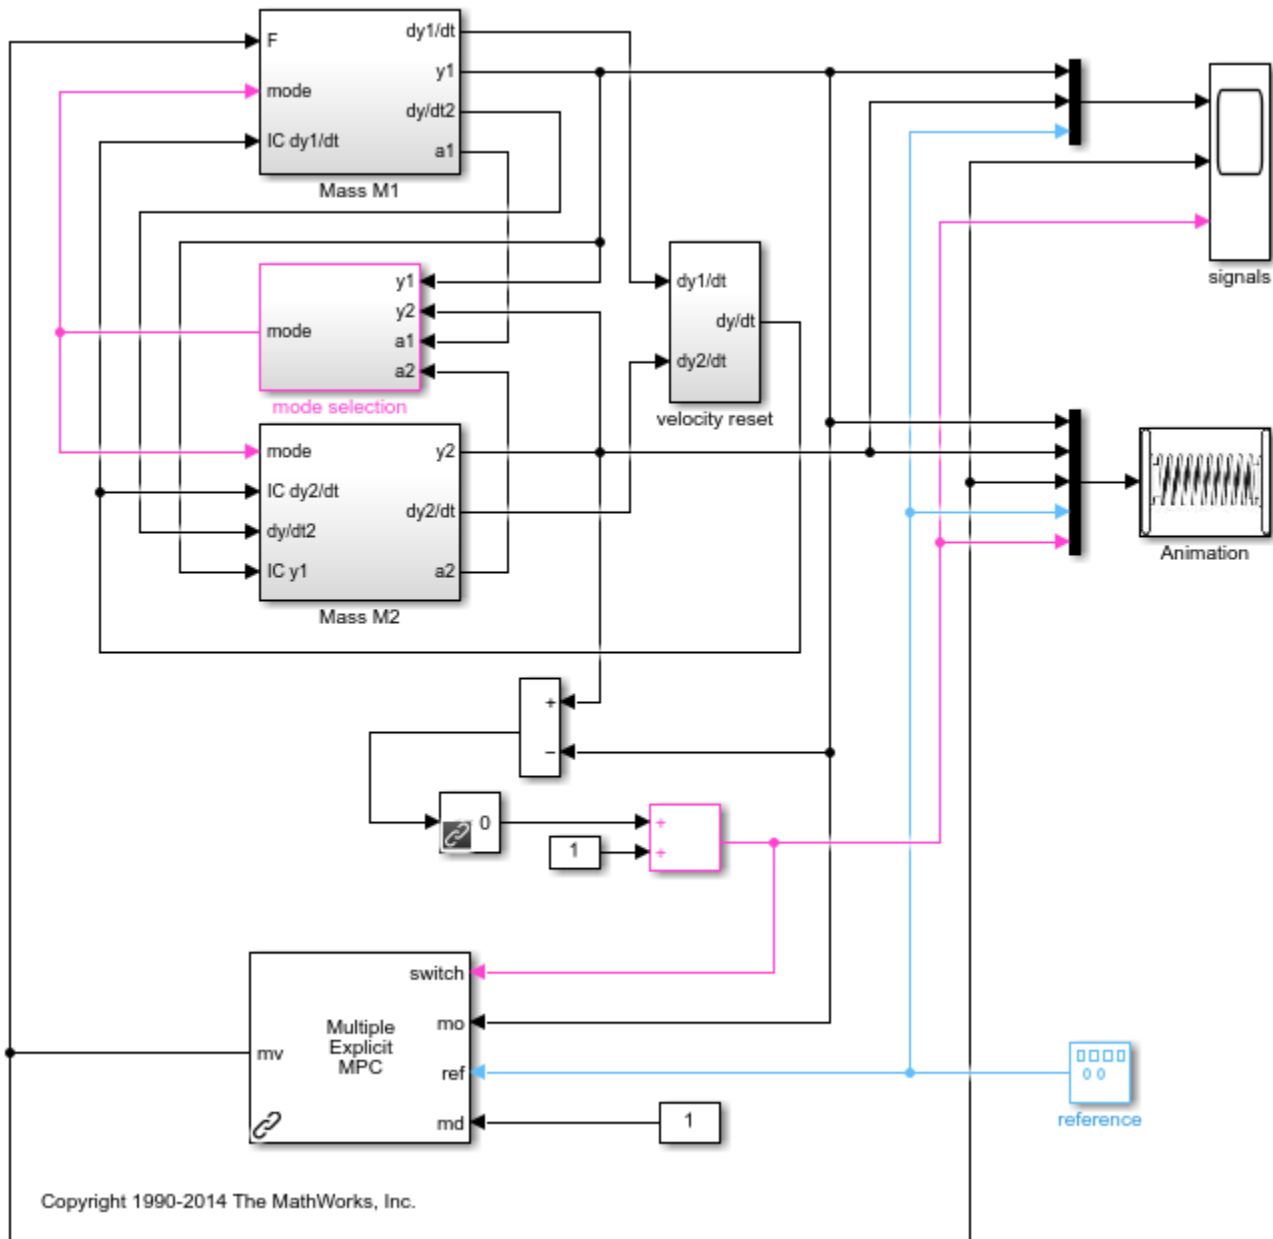 F
mode
IC dy1/dt
dy1/dt
y1
dy/dt2
a1
Mass M1
signals
mode
y1
y2
a1
a2
mode selection
dy1/dt
dy2/dt
dy/dt
velocity reset
mode
IC dy2/dt
dy/dt2
IC y1
y2
dy2/dt
a2
Mass M2
Animation
+
−
0
1
+
+
mv
Multiple
Explicit
MPC
switch
mo
ref
md
1
reference
Copyright 1990-2014 The MathWorks, Inc.